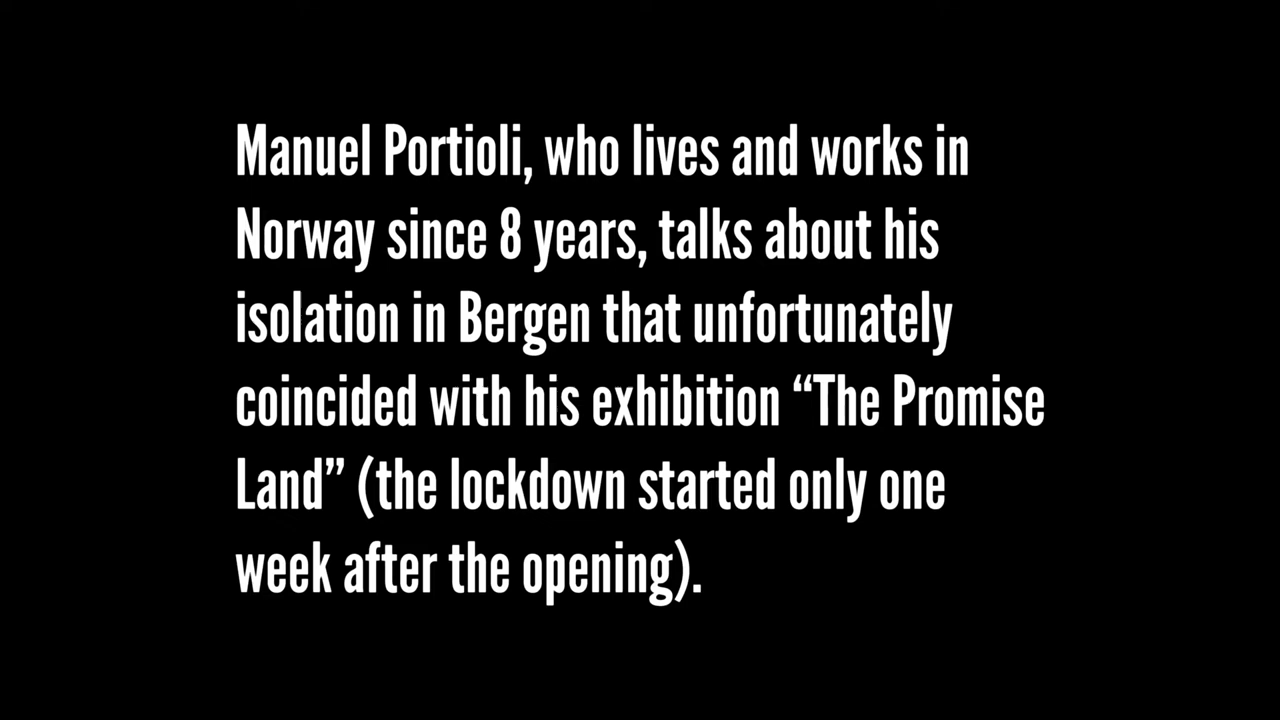 Manuel Portioli, who lives and works in
Norway since 8 years, talks about his
isolation in Bergen that unfortunately
coincided with his exhibition “The Promise
Land” (the lockdown started only one
week after the opening).